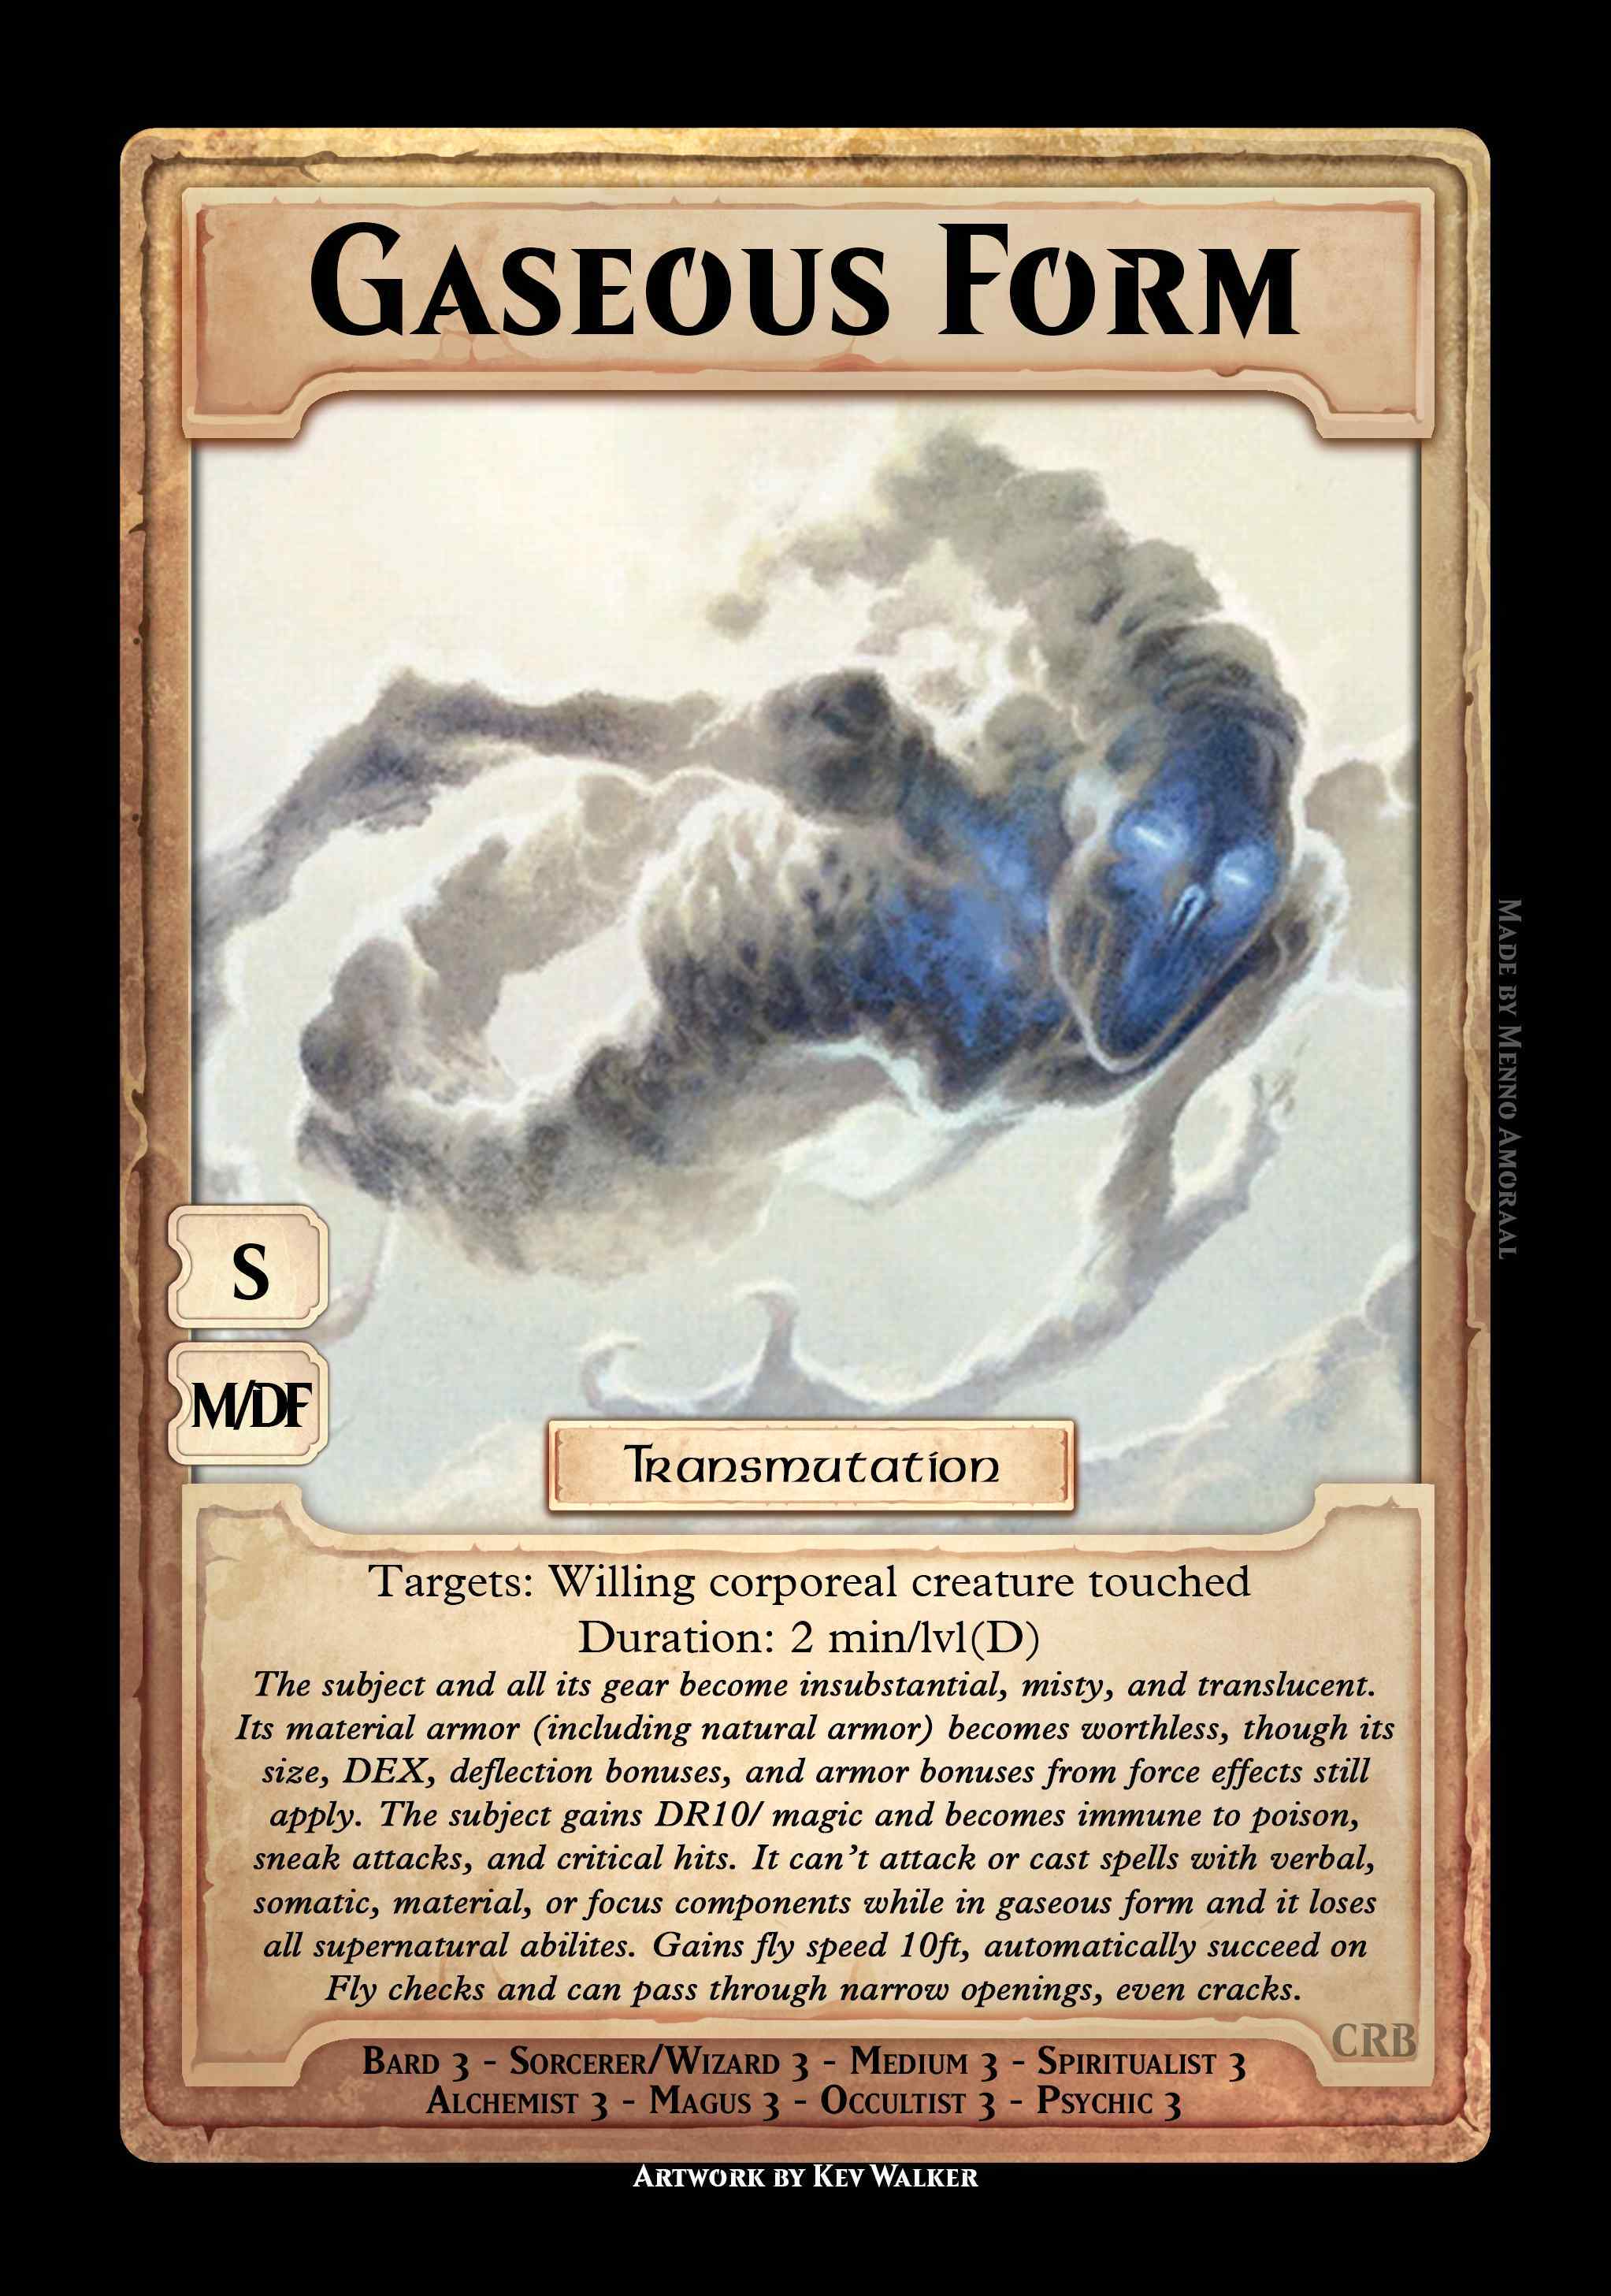 Gaseous Form
S
M/DF
Transmutation
Targets: Willing corporeal creature touched
Duration: 2 min/lvl(D)
The subject and all its gear become insubstantial, misty, and translucent.
Its material armor (including natural armor) becomes worthless, though its
size, DEX, deflection bonuses, and armor bonuses from force effects still
apply. The subject gains DR10/ magic and becomes immune to poison,
sneak attacks, and critical hits. It can't attack or cast spells with verbal,
somatic, material, or focus components while in gaseous form and it loses
all supernatural abilites. Gains fly speed 10ft, automatically succeed on
Fly checks and can pass through narrow openings, even cracks.
CRB
Bard 3 - Sorcerer/Wizard 3 - Medium 3 - Spiritualist 3
Alchemist 3 - Magus 3 - Occultist 3 - Psychic 3
Artwork by Kev Walker
Made by Menno Amoraal